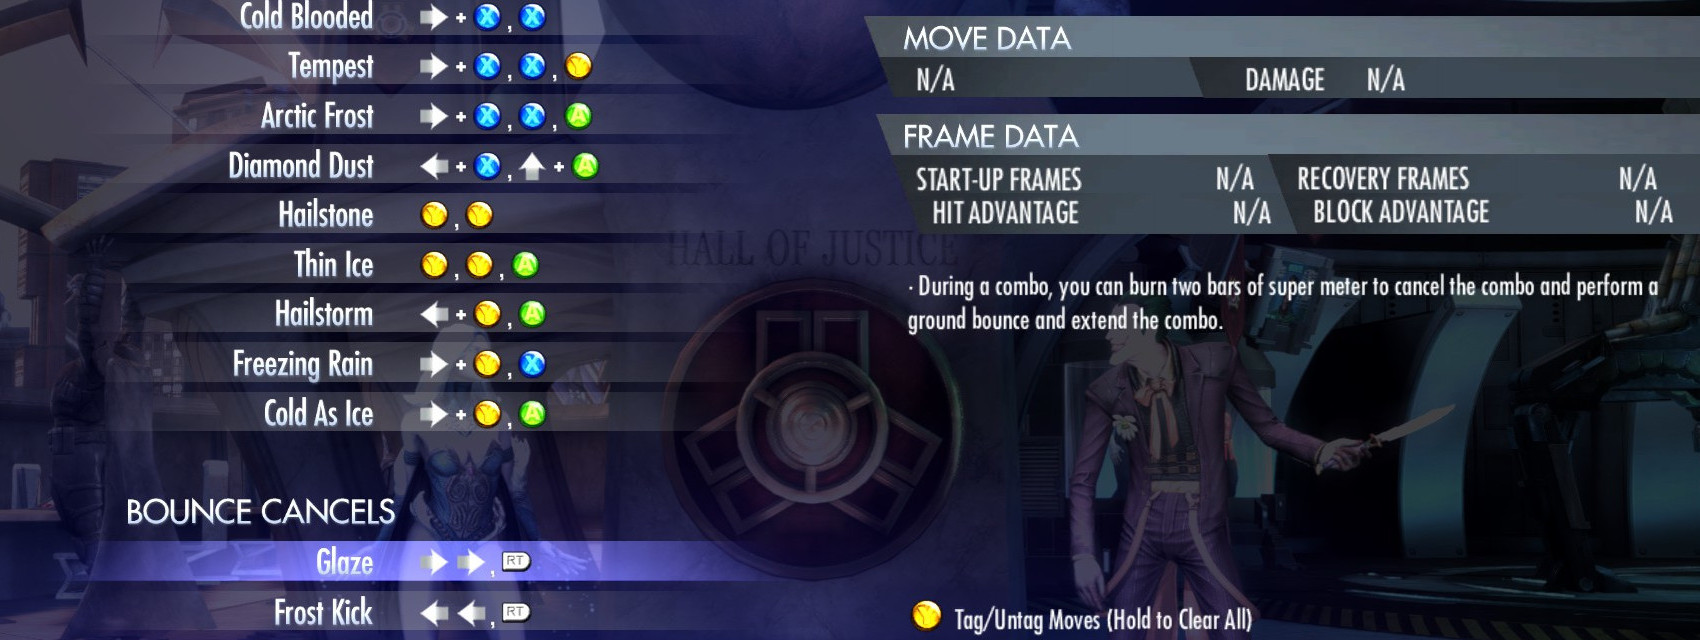 Cold Blooded + X , X
Tempest + X , X , Y
Arctic Frost + X , X , A
Diamond Dust + X , + A
Hailstone Y , Y
Thin Ice Y , Y , A
Hailstorm + Y , A
Freezing Rain + Y , X
Cold As Ice + Y , A
BOUNCE CANCELS
Glaze , RT
Frost Kick , RT
HALL OF JUSTICE
MOVE DATA
N/A DAMAGE N/A
FRAME DATA
START-UP FRAMES N/A RECOVERY FRAMES N/A
HIT ADVANTAGE N/A BLOCK ADVANTAGE N/A
· During a combo, you can burn two bars of super meter to cancel the combo and perform a
ground bounce and extend the combo.
Y Tag/Untag Moves (Hold to Clear All)